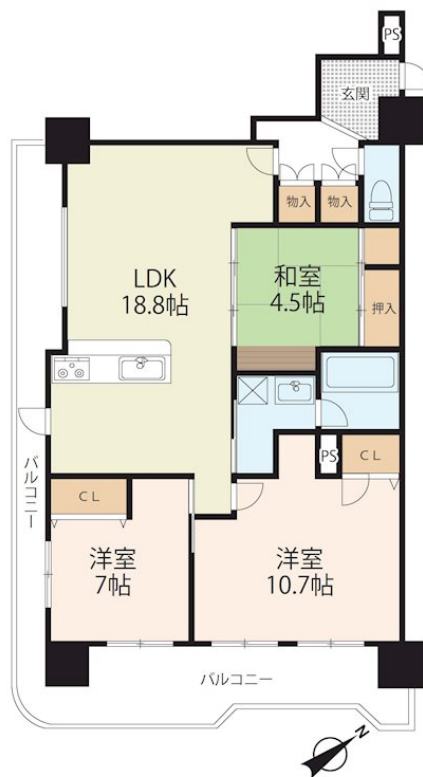 PS
玄関
物入
物入
LDK
18.8帖
和室
4.5帖
押入
バルコニー
PS
CL
CL
洋室
7帖
洋室
10.7帖
バルコニー
N